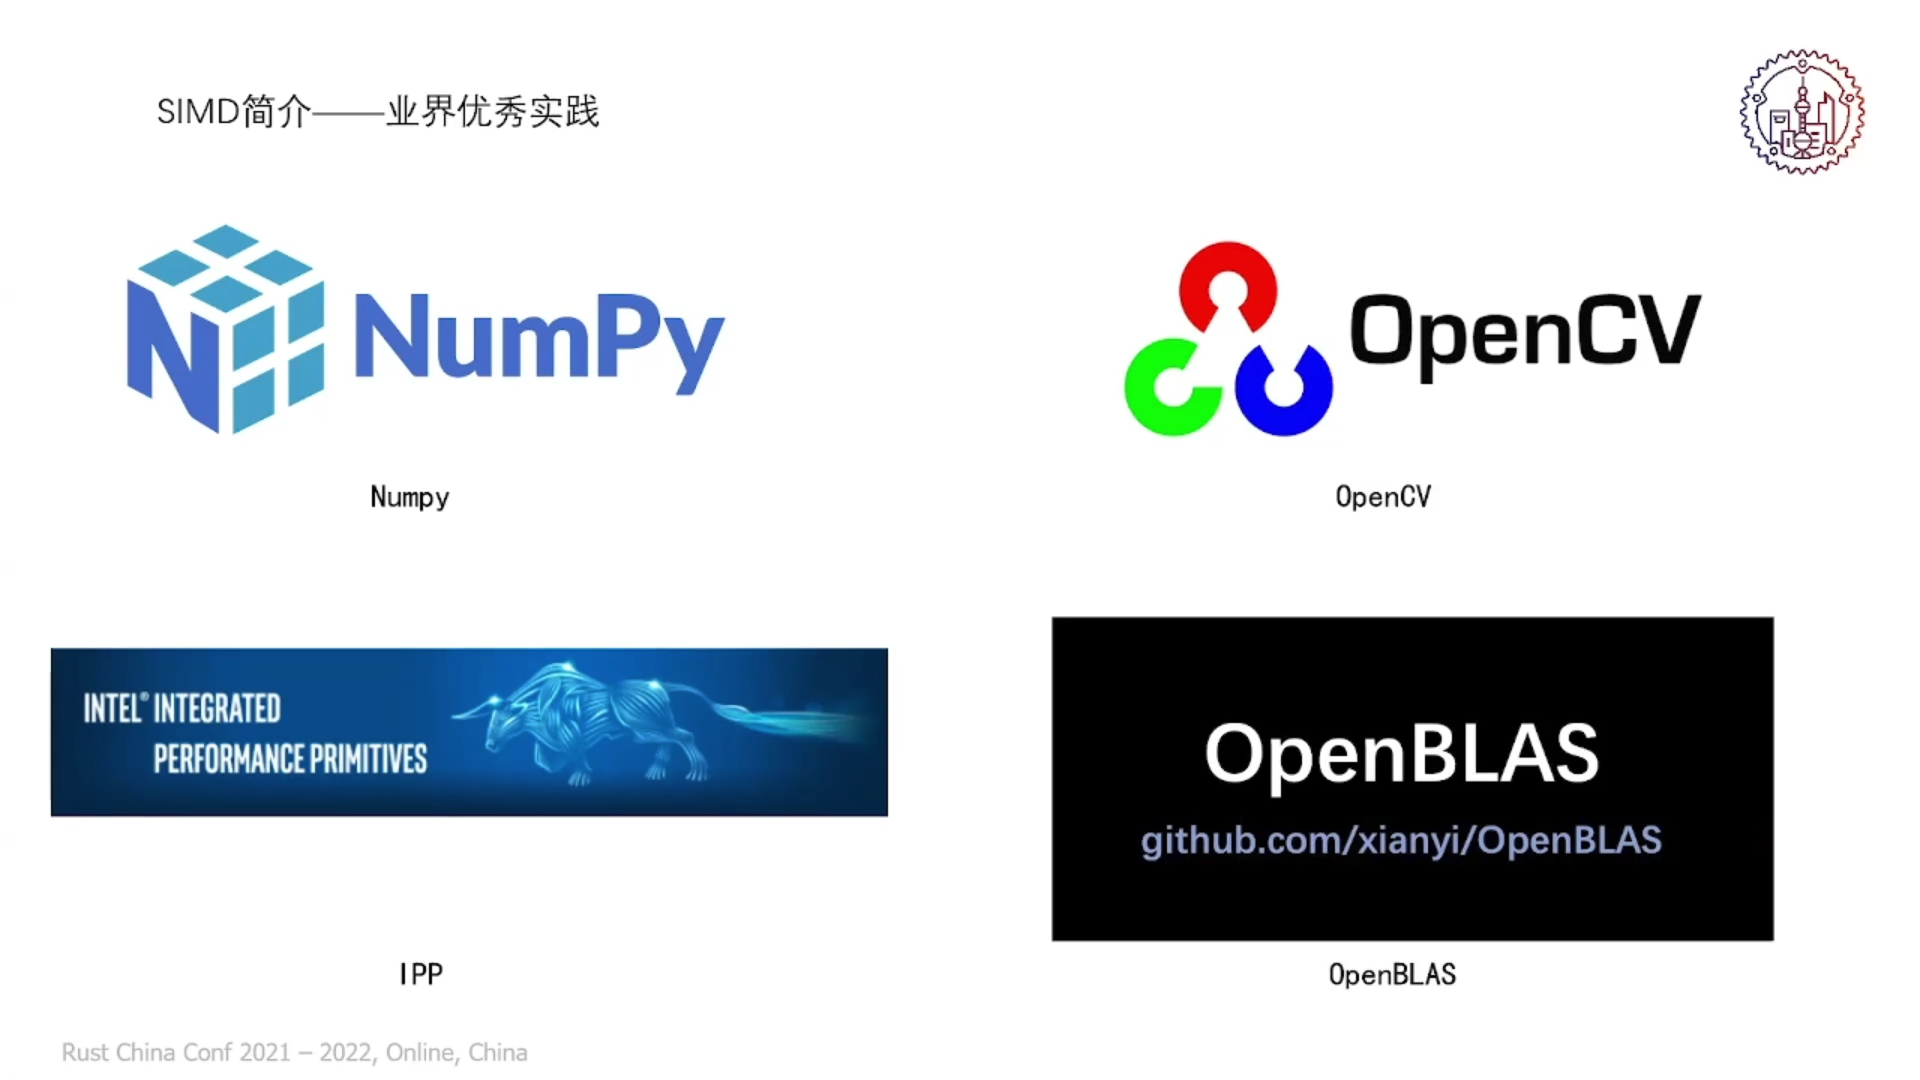 SIMD简介——业界优秀实践
NumPy
OpenCV
Numpy
OpenCV
INTEL® INTEGRATED
PERFORMANCE PRIMITIVES
OpenBLAS
github.com/xianyi/OpenBLAS
IPP
OpenBLAS
Rust China Conf 2021 – 2022, Online, China